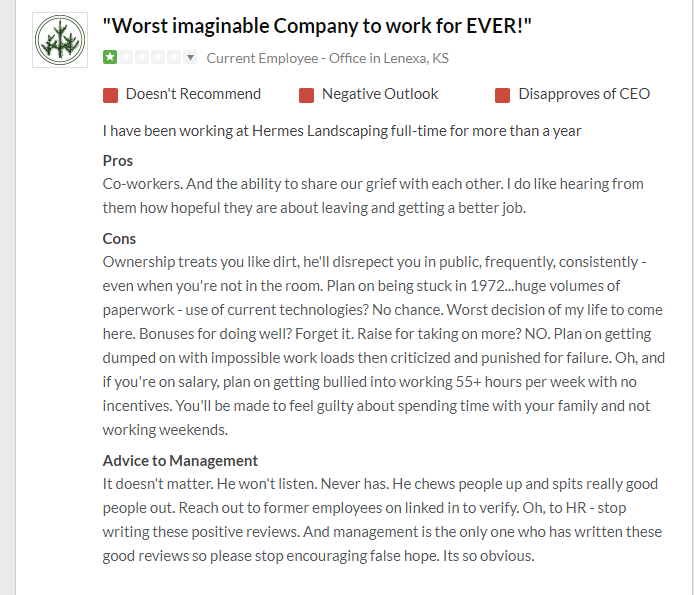 "Worst imaginable Company to work for EVER!"
Current Employee - Office in Lenexa, KS
Doesn't Recommend Negative Outlook Disapproves of CEO
I have been working at Hermes Landscaping full-time for more than a year
Pros
Co-workers. And the ability to share our grief with each other. I do like hearing from
them how hopeful they are about leaving and getting a better job.
Cons
Ownership treats you like dirt, he'll disrepect you in public, frequently, consistently -
even when you're not in the room. Plan on being stuck in 1972...huge volumes of
paperwork - use of current technologies? No chance. Worst decision of my life to come
here. Bonuses for doing well? Forget it. Raise for taking on more? NO. Plan on getting
dumped on with impossible work loads then criticized and punished for failure. Oh, and
if you're on salary, plan on getting bullied into working 55+ hours per week with no
incentives. You'll be made to feel guilty about spending time with your family and not
working weekends.
Advice to Management
It doesn't matter. He won't listen. Never has. He chews people up and spits really good
people out. Reach out to former employees on linked in to verify. Oh, to HR - stop
writing these positive reviews. And management is the only one who has written these
good reviews so please stop encouraging false hope. Its so obvious.